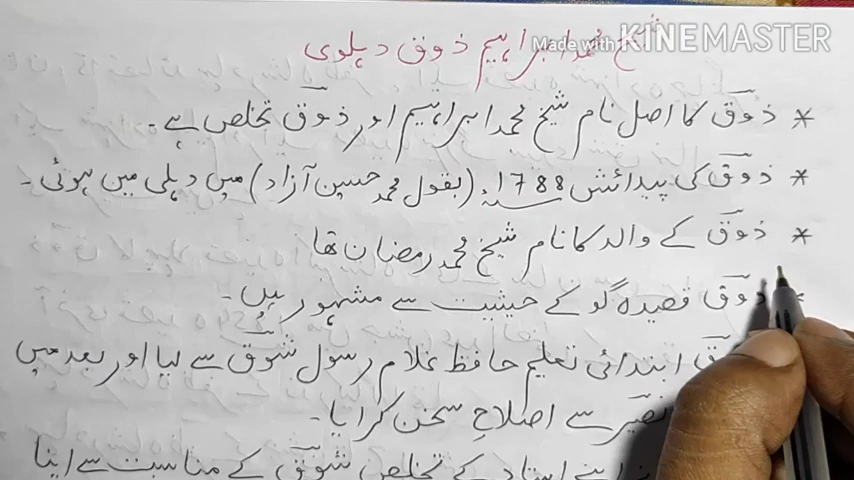 Made with KINEMASTER
شیخ محمد ابراہیم ذوق دہلوی
* ذوق کا اصل نام شیخ محمد ابراہیم اور ذوق تخلص ہے۔
* ذوق کی پیدائش 1788ء (بقول محمد حسین آزاد) میں دہلی میں ہوئی۔
* ذوق کے والد کا نام شیخ محمد رمضان تھا
ذوق قصیدہ گو کے حیثیت سے مشہور ہیں۔
ابتدائی تعلیم حافظ غلام رسول شوق سے لیا اور بعد میں
نصیر سے اصلاحِ سخن کرایا۔
اپنے استاد کے تخلص شوق کے مناسبت سے اپنا